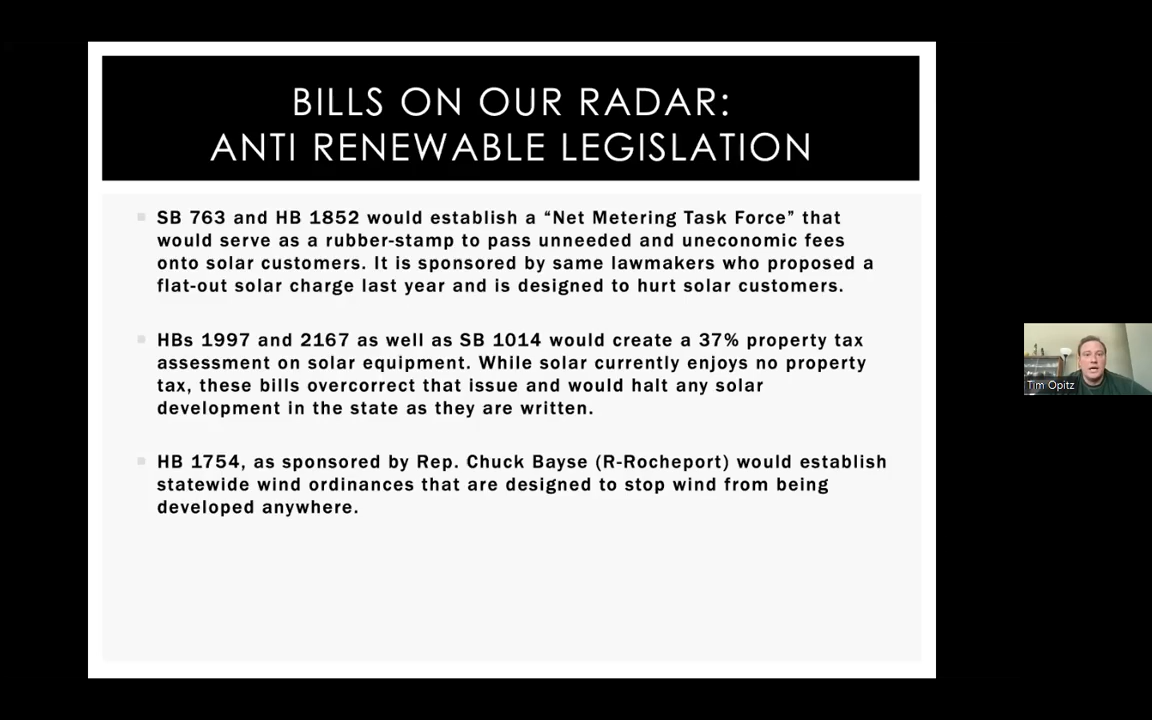 BILLS ON OUR RADAR:
ANTI RENEWABLE LEGISLATION
SB 763 and HB 1852 would establish a “Net Metering Task Force” that
would serve as a rubber-stamp to pass unneeded and uneconomic fees
onto solar customers. It is sponsored by same lawmakers who proposed a
flat-out solar charge last year and is designed to hurt solar customers.
HBs 1997 and 2167 as well as SB 1014 would create a 37% property tax
assessment on solar equipment. While solar currently enjoys no property
tax, these bills overcorrect that issue and would halt any solar
development in the state as they are written.
HB 1754, as sponsored by Rep. Chuck Bayse (R-Rocheport) would establish
statewide wind ordinances that are designed to stop wind from being
developed anywhere.
Tim Opitz